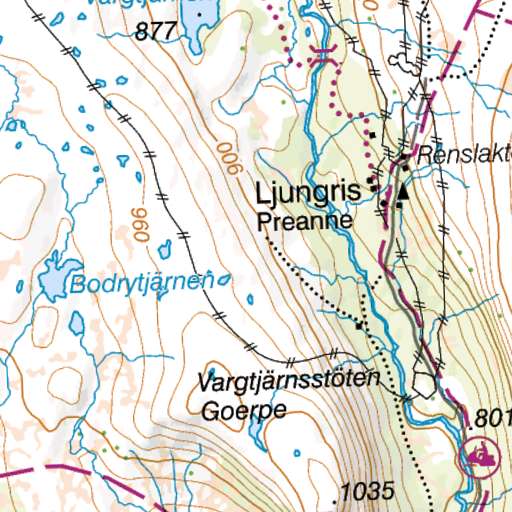 877
900
Renslakt
Ljungris
Preanne
960
Bodrytjärnen
Vargtjärnsstöten
Goerpe
801
1035